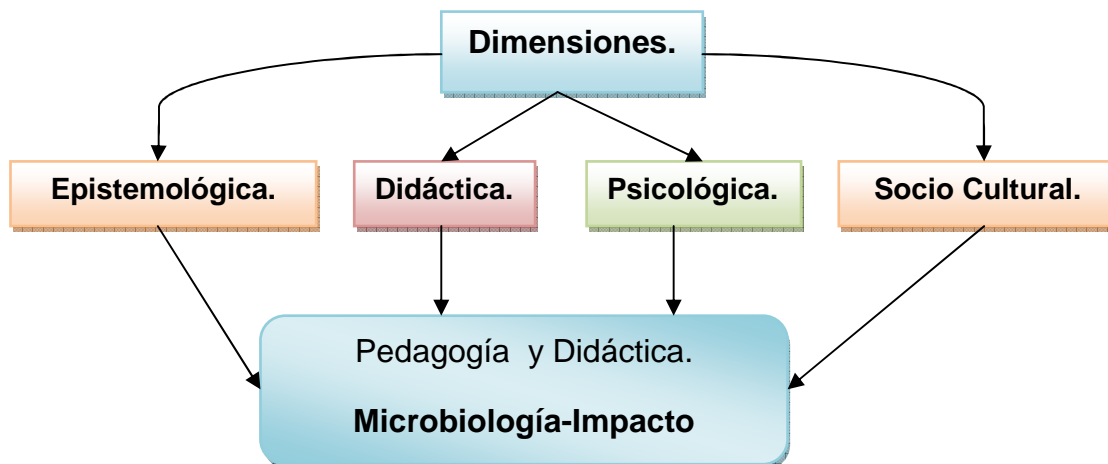 Dimensiones.
Epistemológica.
Didáctica.
Psicológica.
Socio Cultural.
Pedagogía y Didáctica.
Microbiología-Impacto